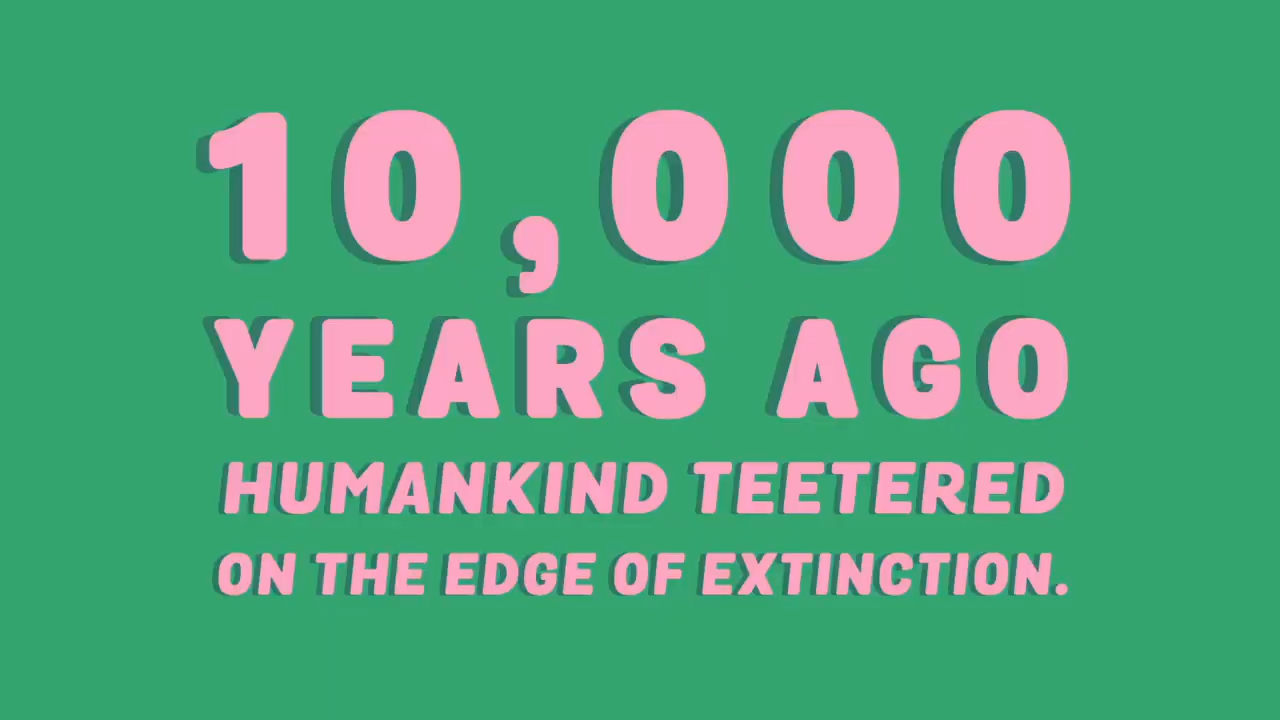 10,000
YEARS AGO
HUMANKIND TEETERED
ON THE EDGE OF EXTINCTION.